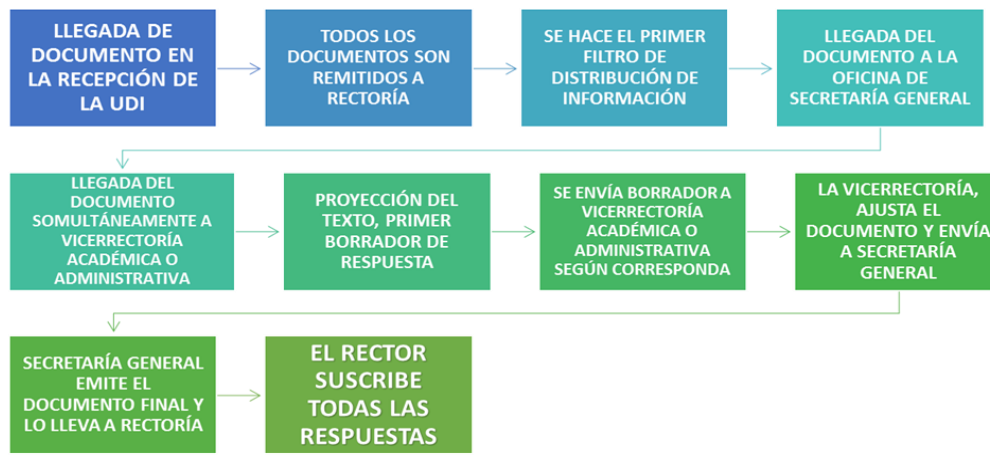 LLEGADA DE
DOCUMENTO EN
LA RECEPCIÓN DE
LA UDI
TODOS LOS
DOCUMENTOS SON
REMITIDOS A
RECTORÍA
SE HACE EL PRIMER
FILTRO DE
DISTRIBUCIÓN DE
INFORMACIÓN
LLEGADA DEL
DOCUMENTO A LA
OFICINA DE
SECRETARÍA GENERAL
LLEGADA DEL
DOCUMENTO
SOMULTÁNEAMENTE A
VICERRECTORÍA
ACADÉMICA O
ADMINISTRATIVA
PROYECCIÓN DEL
TEXTO, PRIMER
BORRADOR DE
RESPUESTA
SE ENVÍA BORRADOR A
VICERRECTORÍA
ACADÉMICA O
ADMINISTRATIVA
SEGÚN CORRESPONDA
LA VICERRECTORÍA,
AJUSTA EL
DOCUMENTO Y ENVÍA
A SECRETARÍA
GENERAL
SECRETARÍA GENERAL
EMITE EL
DOCUMENTO FINAL Y
LO LLEVA A RECTORÍA
EL RECTOR
SUSCRIBE
TODAS LAS
RESPUESTAS